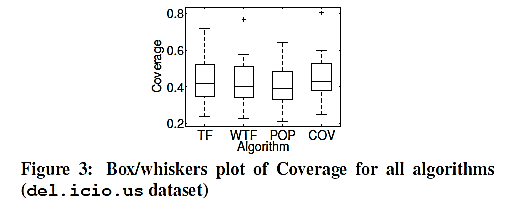 0.8
0.6
0.4
0.2
Coverage
TF WTF POP COV
Algorithm
Figure 3: Box/whiskers plot of Coverage for all algorithms
(del.icio.us dataset)